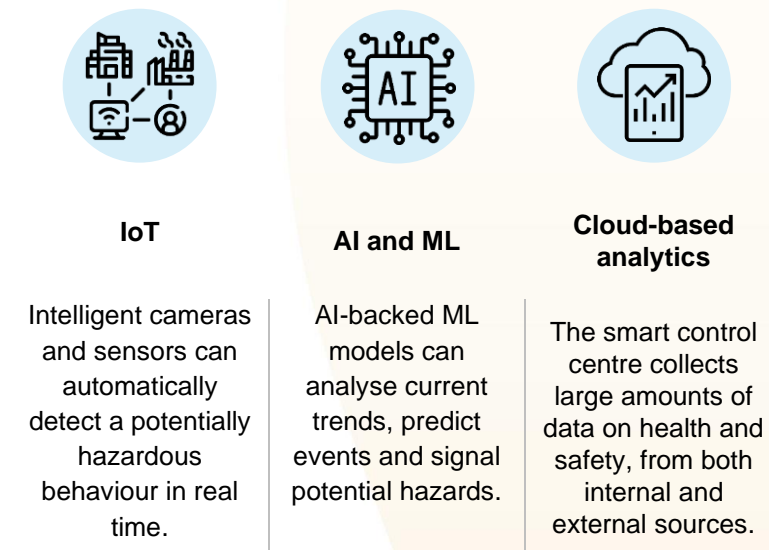 AI
IoT
Intelligent cameras
and sensors can
automatically
detect a potentially
hazardous
behaviour in real
time.
AI and ML
AI-backed ML
models can
analyse current
trends, predict
events and signal
potential hazards.
Cloud-based
analytics
The smart control
centre collects
large amounts of
data on health and
safety, from both
internal and
external sources.